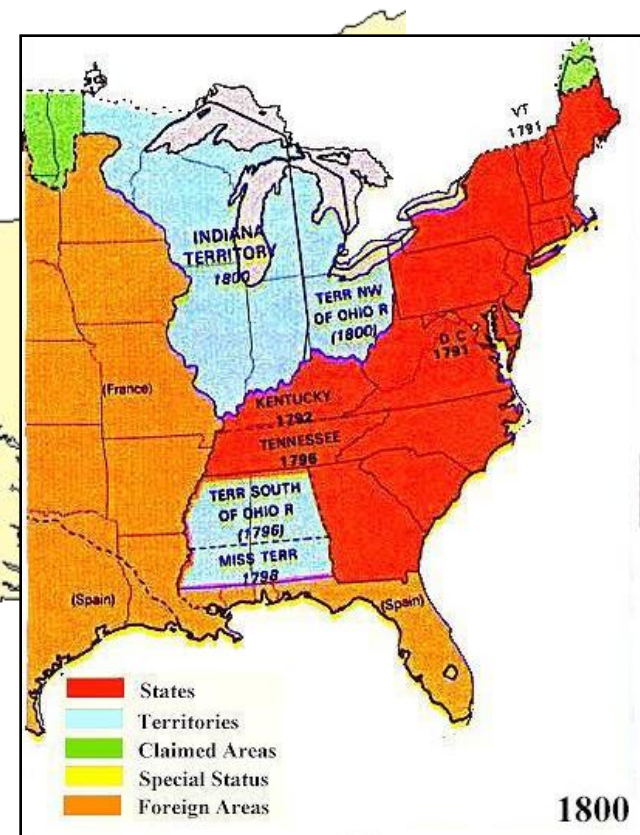 VT
1791
INDIANA
TERRITORY
1800
TERR NW
OF OHIO R
(1800)
D C
1791
(France)
KENTUCKY
1792
TENNESSEE
1796
TERR SOUTH
OF OHIO R
(1796)
MISS TERR
1798
(Spain)
(Spain)
States
Territories
Claimed Areas
Special Status
Foreign Areas
1800